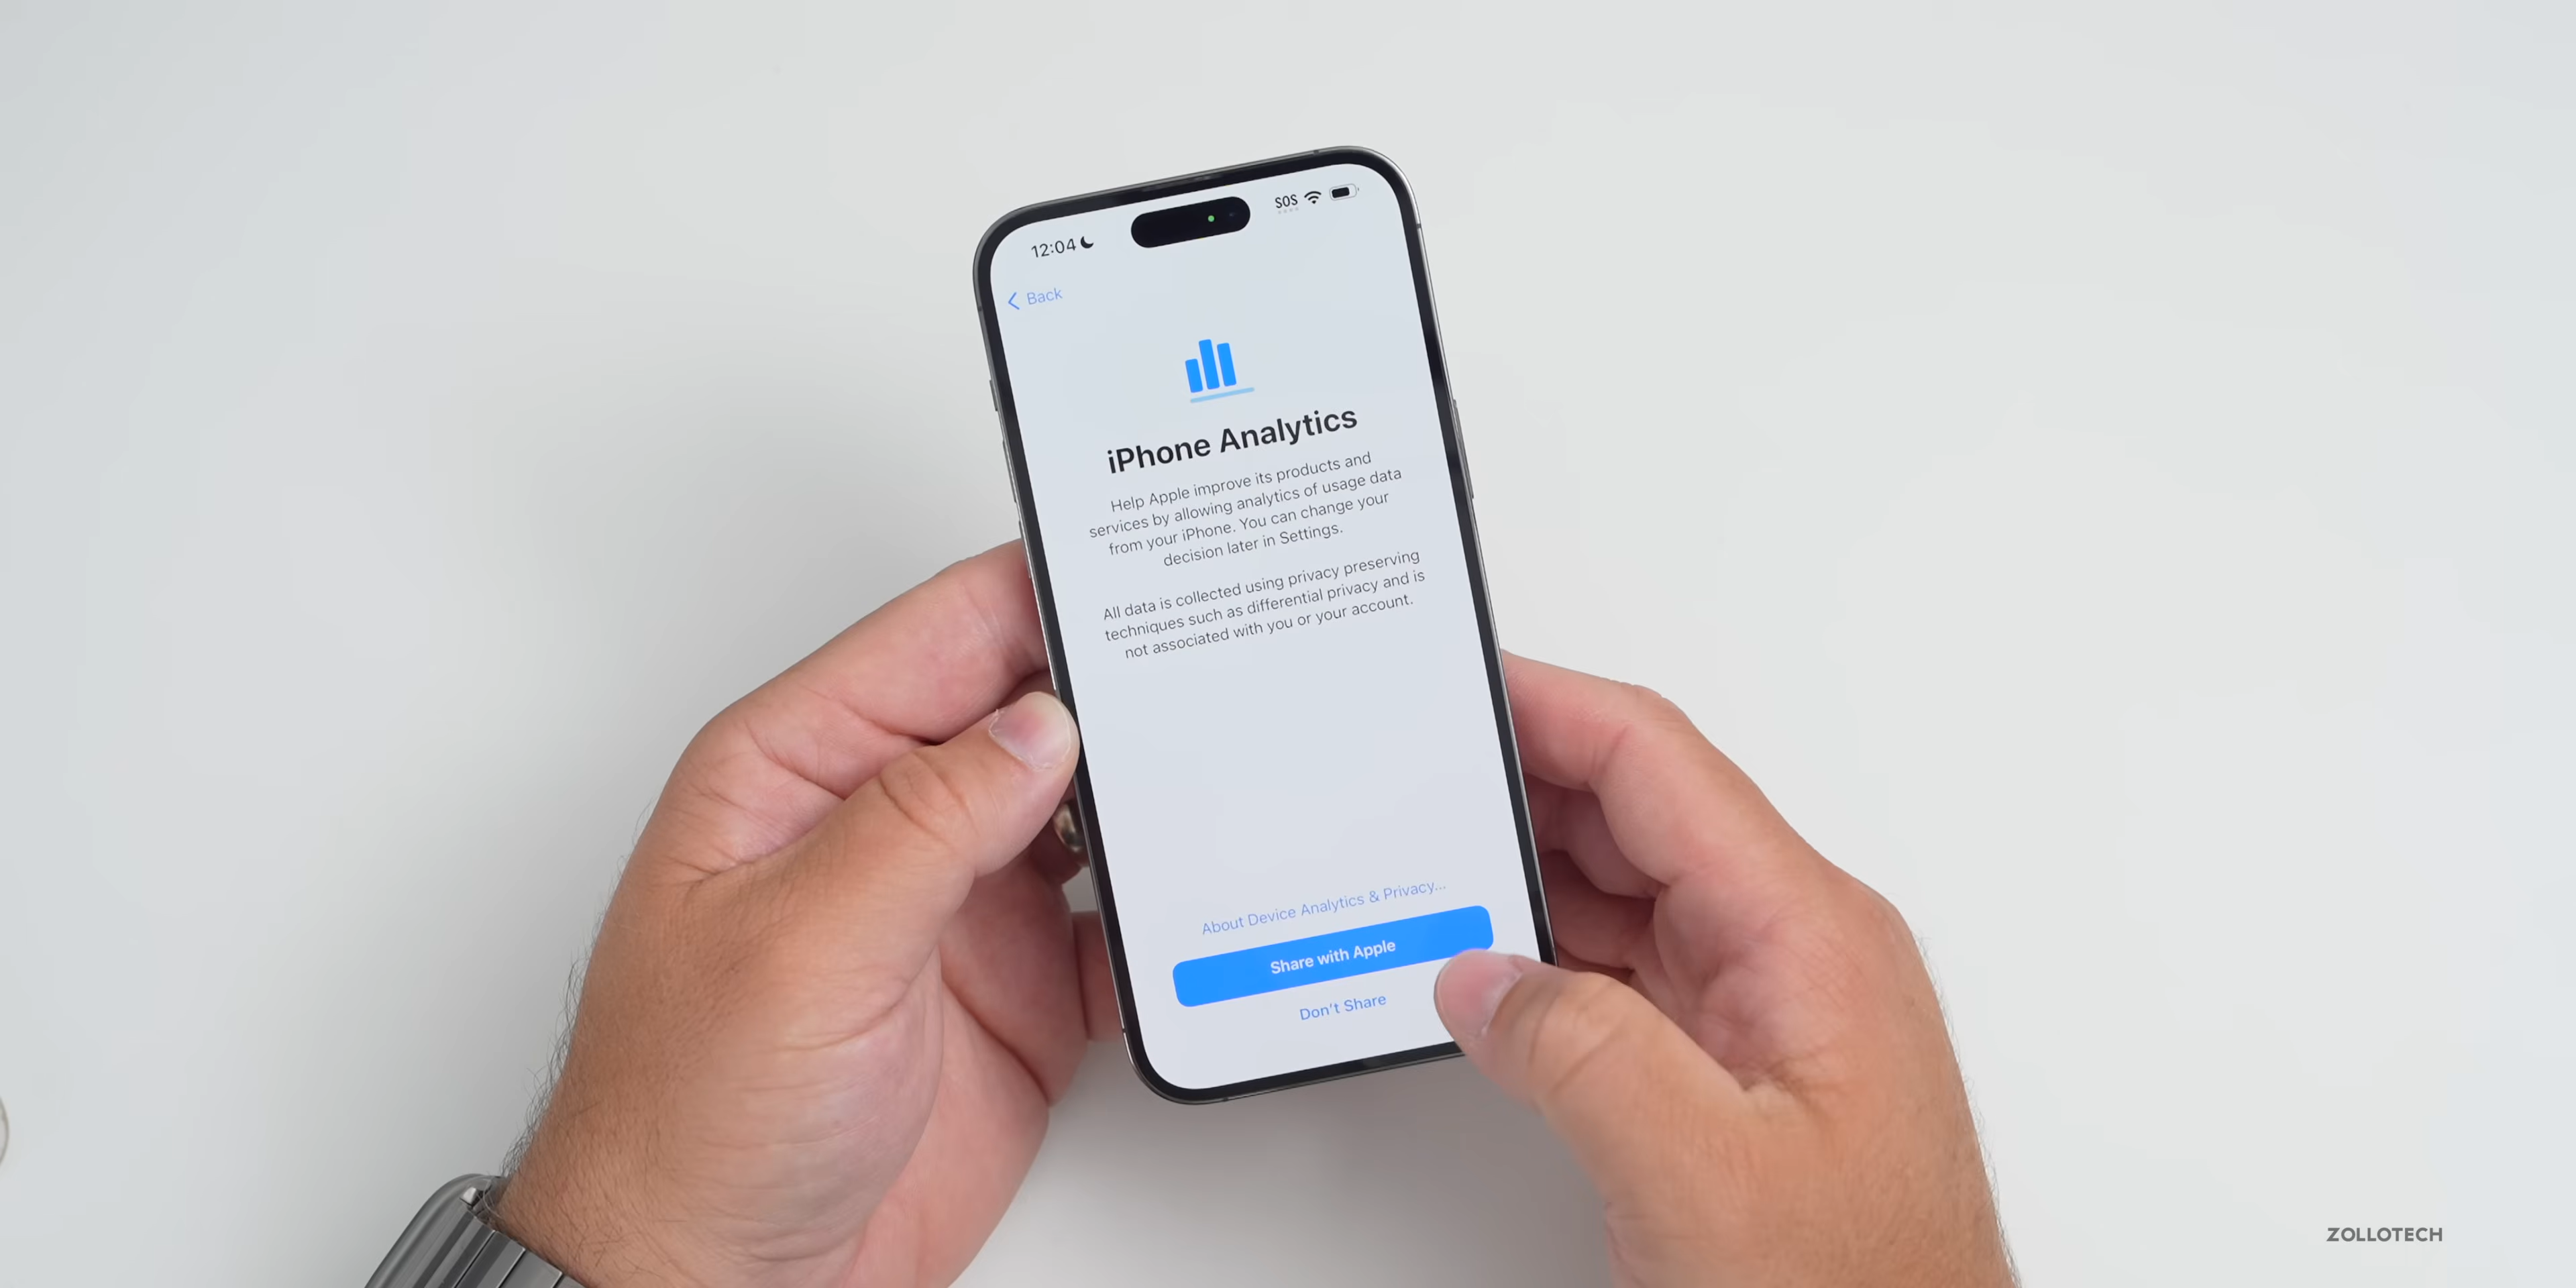 12:04
SOS
Back
iPhone Analytics
Help Apple improve its products and
services by allowing analytics of usage data
from your iPhone. You can change your
decision later in Settings.
All data is collected using privacy preserving
techniques such as differential privacy and is
not associated with you or your account.
About Device Analytics & Privacy...
Share with Apple
Don't Share
ZOLLOTECH